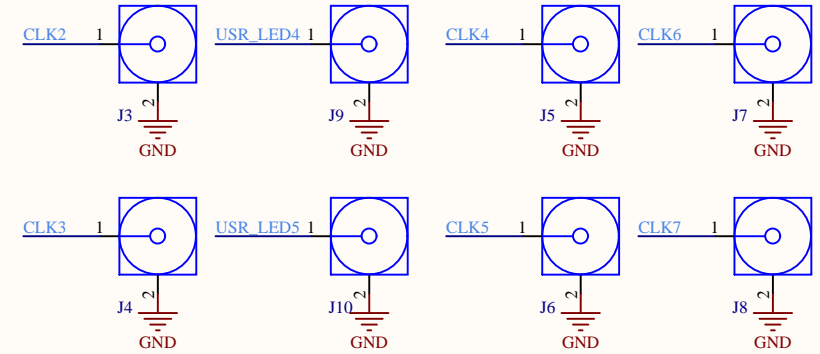 CLK2 1 USR_LED4 1 CLK4 1 CLK6 1
2 2 2 2
J3 J9 J5 J7
GND GND GND GND
CLK3 1 USR_LED5 1 CLK5 1 CLK7 1
2 2 2 2
J4 J10 J6 J8
GND GND GND GND